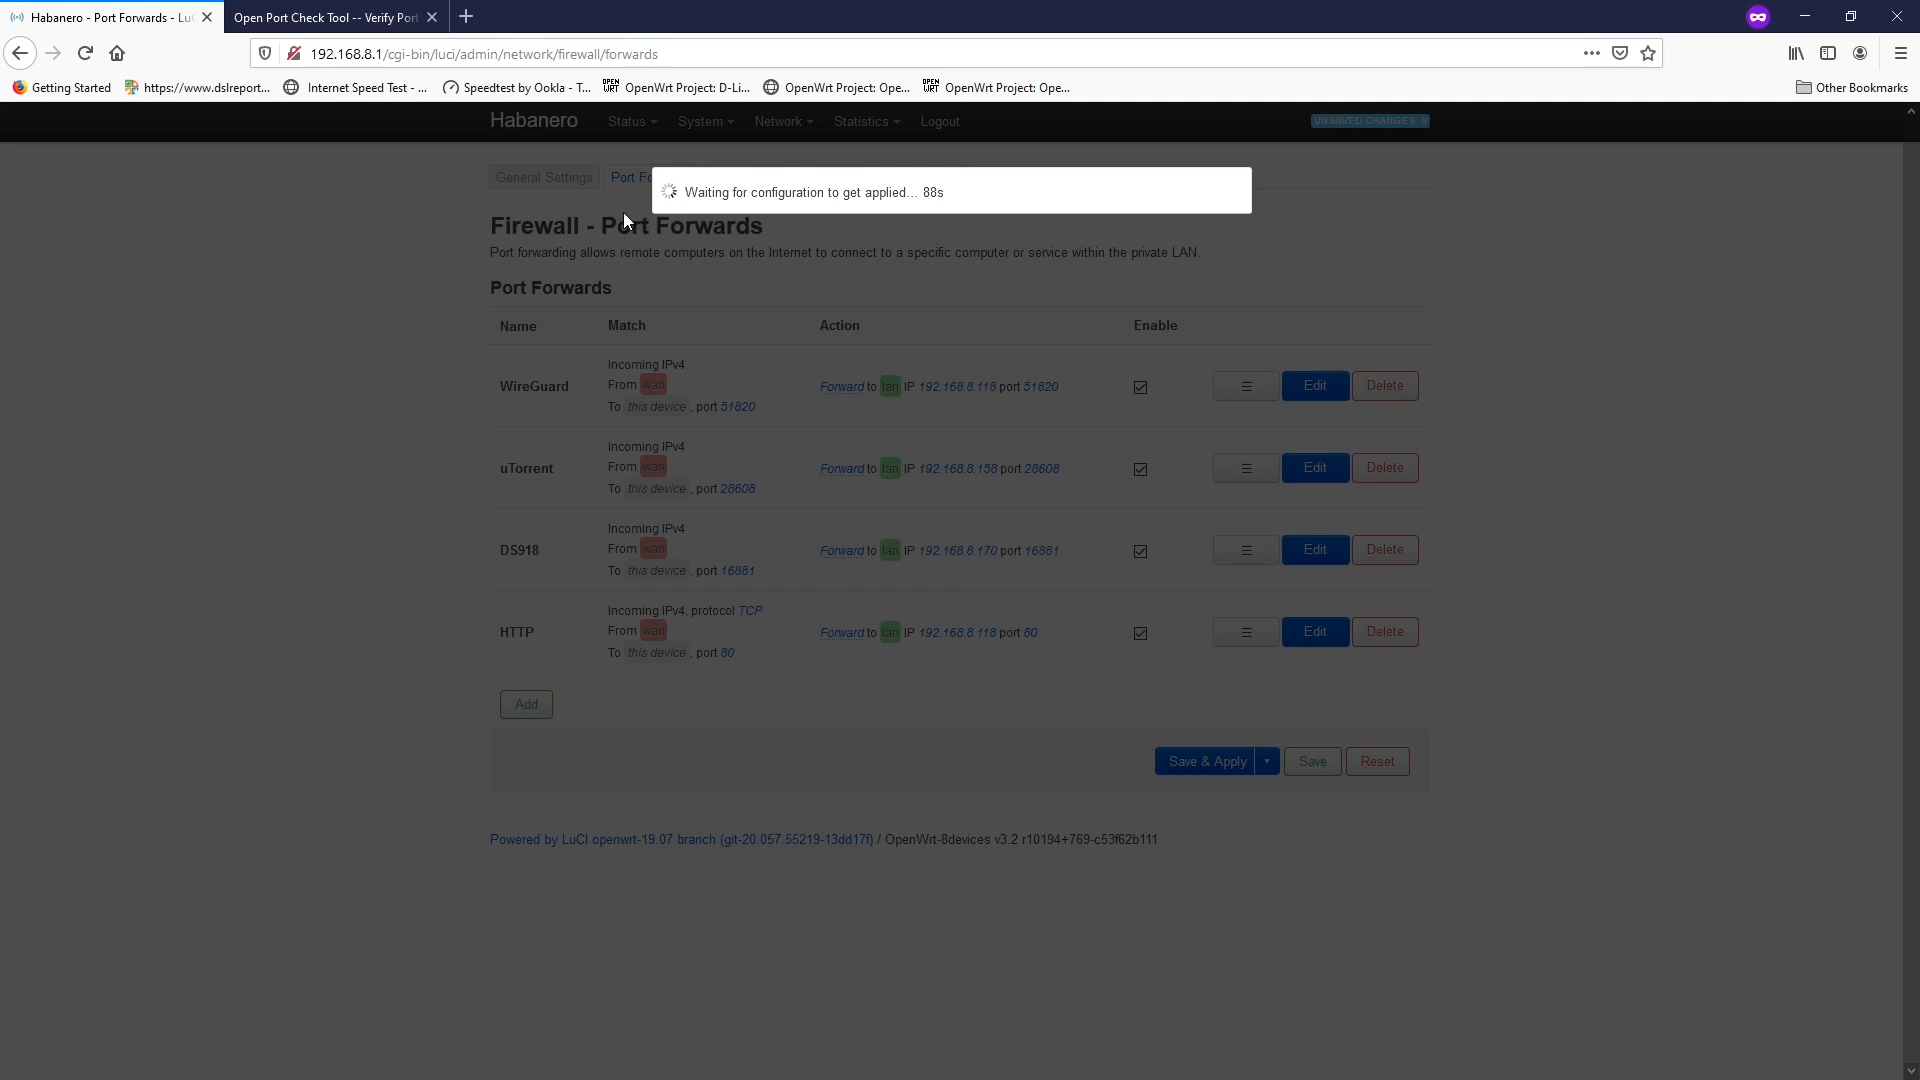 Habanero - Port Forwards - Lu
Open Port Check Tool -- Verify Por
192.168.8.1/cgi-bin/luci/admin/network/firewall/forwards
Getting Started
https://www.dslreport...
Internet Speed Test - ...
Speedtest by Ookla - T...
OPEN WRT
OpenWrt Project: D-Li...
OpenWrt Project: Ope...
OPEN WRT
OpenWrt Project: Ope...
Other Bookmarks
Habanero
Status
System
Network
Statistics
Logout
UNSAVED CHANGES: 9
General Settings
Port Fo
Waiting for configuration to get applied... 88s
Firewall - Port Forwards
Port forwarding allows remote computers on the Internet to connect to a specific computer or service within the private LAN.
Port Forwards
Name Match Action Enable
WireGuard
Incoming IPv4
From wan
To this device, port 51820
Forward to lan IP 192.168.8.118 port 51820
Edit
Delete
uTorrent
Incoming IPv4
From wan
To this device, port 28608
Forward to lan IP 192.168.8.158 port 28608
Edit
Delete
DS918
Incoming IPv4
From wan
To this device, port 16881
Forward to lan IP 192.168.8.170 port 16881
Edit
Delete
HTTP
Incoming IPv4, protocol TCP
From wan
To this device, port 80
Forward to lan IP 192.168.8.118 port 80
Edit
Delete
Add
Save & Apply
Save
Reset
Powered by LuCI openwrt-19.07 branch (git-20.057.55219-13dd17f) / OpenWrt-8devices v3.2 r10194+769-c53f62b111